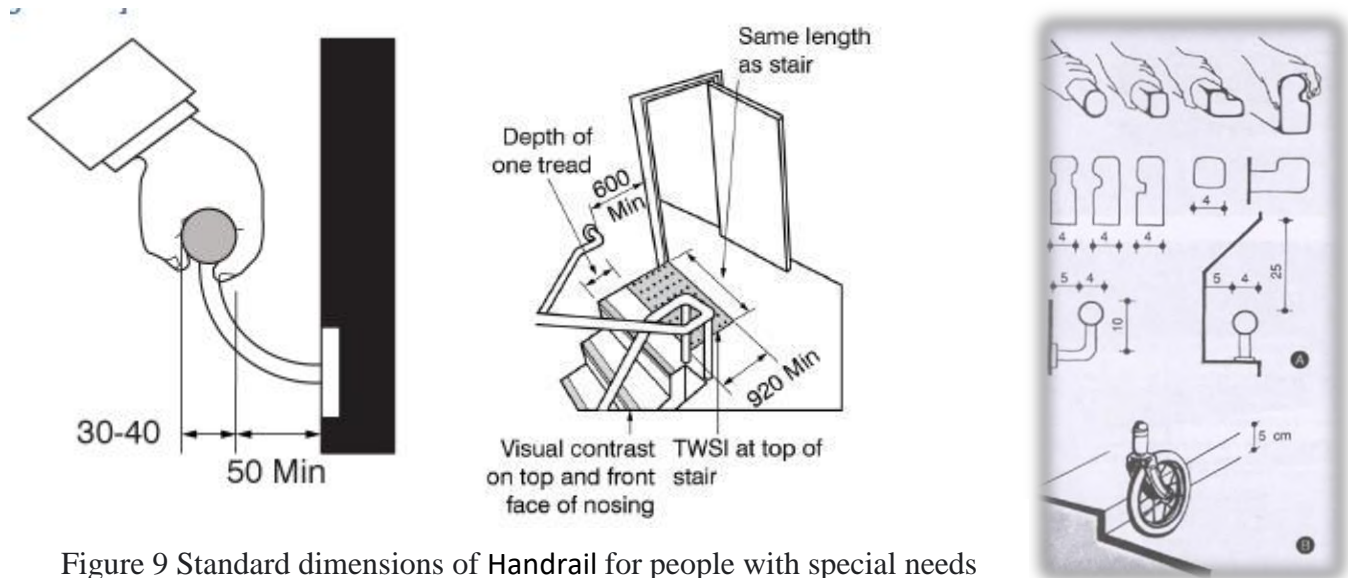 30-40
50 Min
Same length
as stair
Depth of
one tread
600
Min
920 Min
Visual contrast
on top and front
face of nosing
TWSI at top of
stair
4
4 4 4
5 4
5 4
25
10
A
5 cm
B
Figure 9 Standard dimensions of Handrail for people with special needs